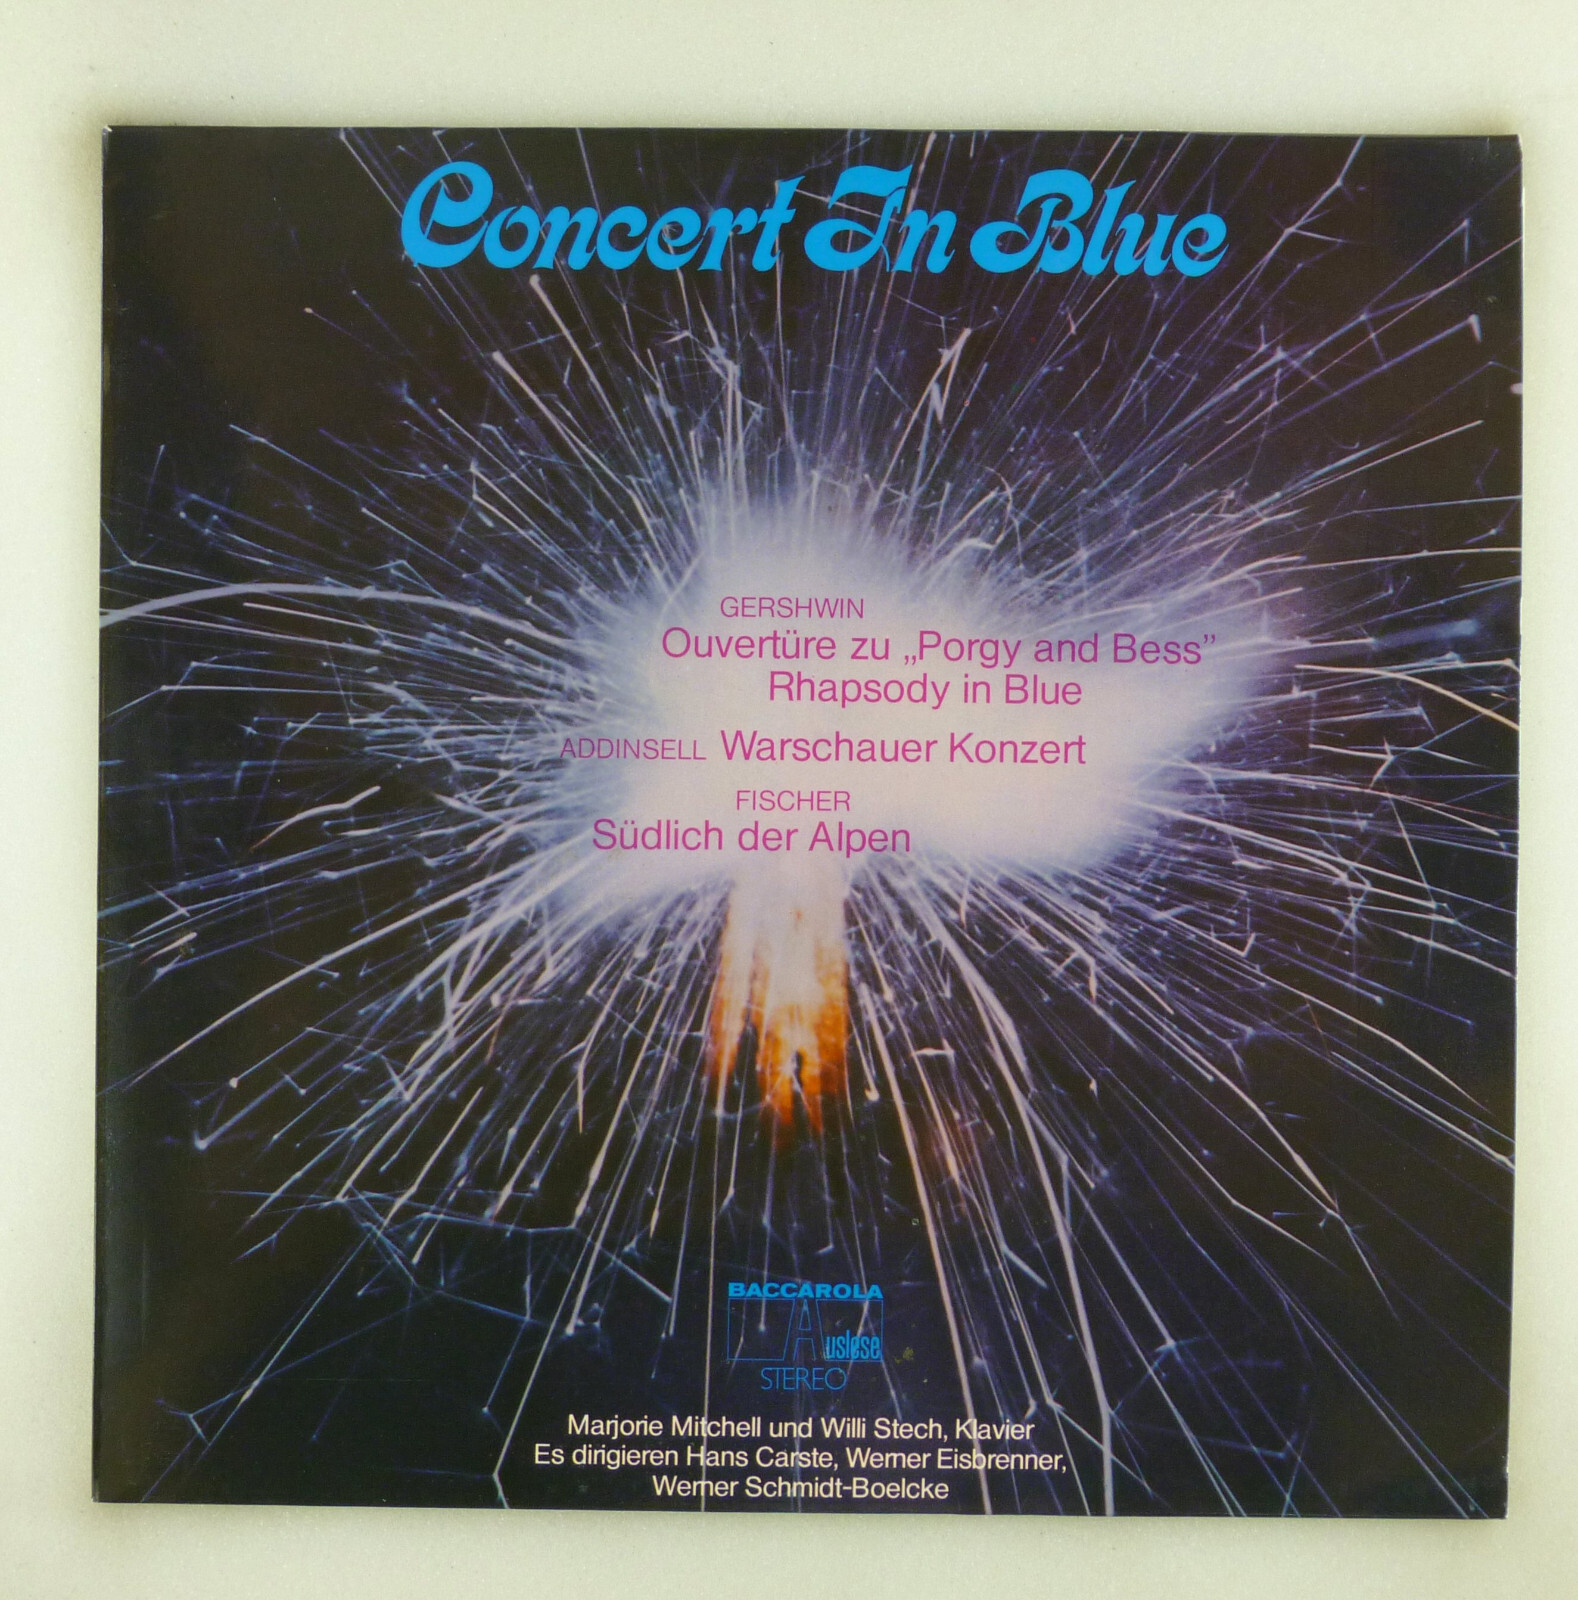 Concert In Blue
GERSHWIN
Ouvertüre zu „Porgy and Bess”
Rhapsody in Blue
ADDINSELL Warschauer Konzert
FISCHER
Südlich der Alpen
BACCAROLA
Auslese
STEREO
Marjorie Mitchell und Willi Stech, Klavier
Es dirigieren Hans Carste, Werner Eisbrenner,
Werner Schmidt-Boelcke